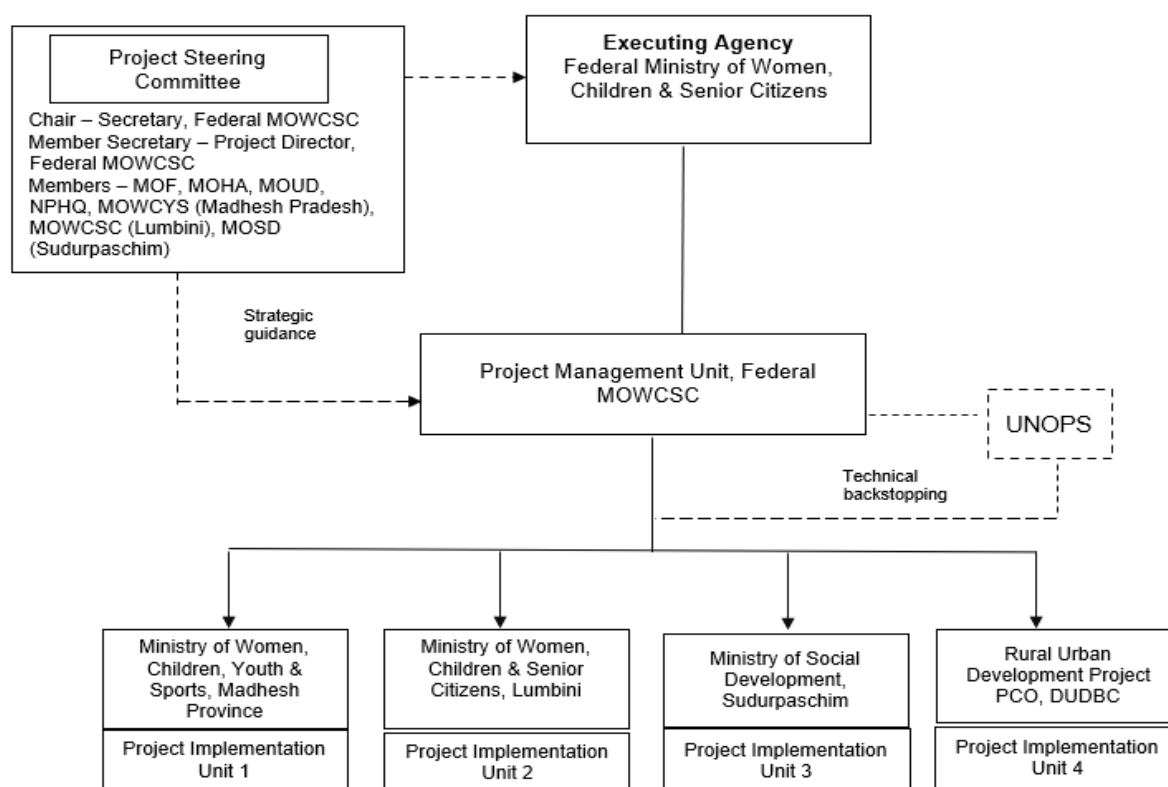 Project Steering
Committee
Chair – Secretary, Federal MOWCSC
Member Secretary – Project Director,
Federal MOWCSC
Members – MOF, MOHA, MOUD,
NPHQ, MOWCYS (Madhesh Pradesh),
MOWCSC (Lumbini), MOSD
(Sudurpaschim)
Executing Agency
Federal Ministry of Women,
Children & Senior Citizens
Strategic
guidance
Project Management Unit, Federal
MOWCSC
UNOPS
Technical
backstopping
Ministry of Women,
Children, Youth &
Sports, Madhesh
Province
Project Implementation
Unit 1
Ministry of Women,
Children & Senior
Citizens, Lumbini
Project Implementation
Unit 2
Ministry of Social
Development,
Sudurpaschim
Project Implementation
Unit 3
Rural Urban
Development Project
PCO, DUDBC
Project Implementation
Unit 4